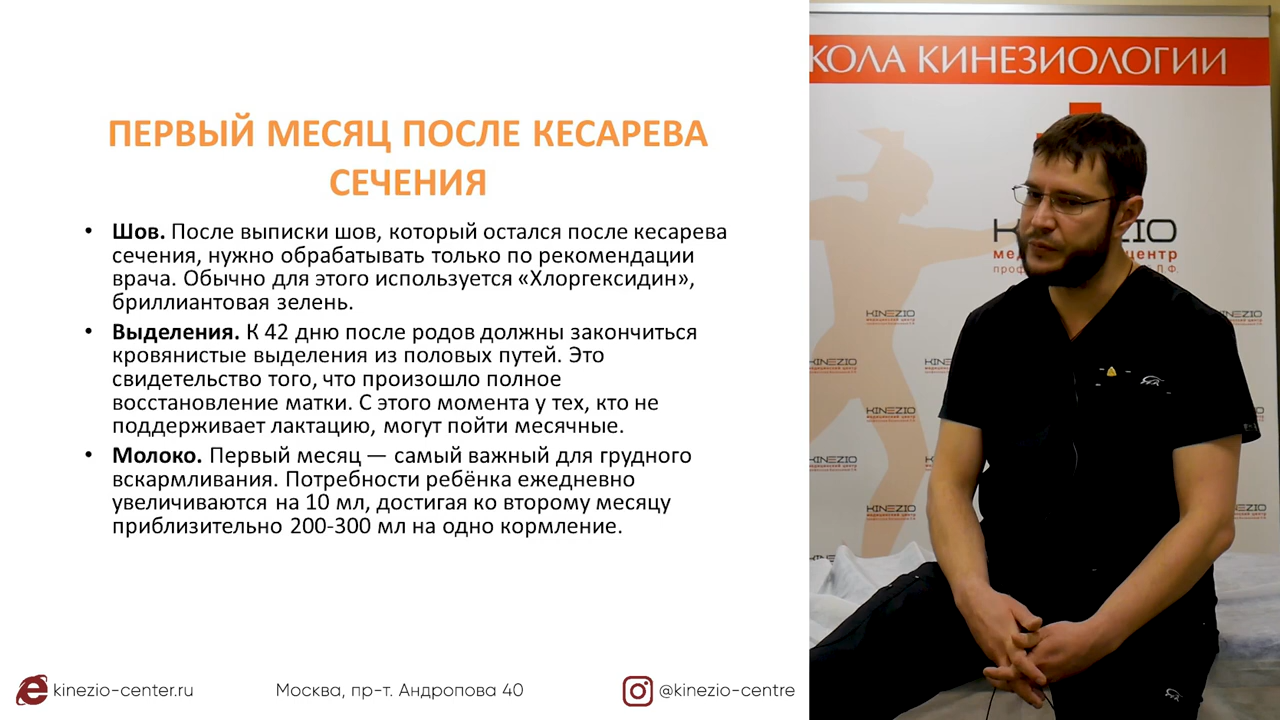 ПЕРВЫЙ МЕСЯЦ ПОСЛЕ КЕСАРЕВА
СЕЧЕНИЯ
• Шов. После выписки шов, который остался после кесарева
сечения, нужно обрабатывать только по рекомендации
врача. Обычно для этого используется «Хлоргексидин»,
бриллиантовая зелень.
• Выделения. К 42 дню после родов должны закончиться
кровянистые выделения из половых путей. Это
свидетельство того, что произошло полное
восстановление матки. С этого момента у тех, кто не
поддерживает лактацию, могут пойти месячные.
• Молоко. Первый месяц — самый важный для грудного
вскармливания. Потребности ребёнка ежедневно
увеличиваются на 10 мл, достигая ко второму месяцу
приблизительно 200-300 мл на одно кормление.
kinezio-center.ru
Москва, пр-т. Андропова 40
@kinezio-centre
КОЛА КИНЕЗИОЛОГИИ
KINEZIO
KINEZIO
KINEZIO
KINEZIO
KINEZIO